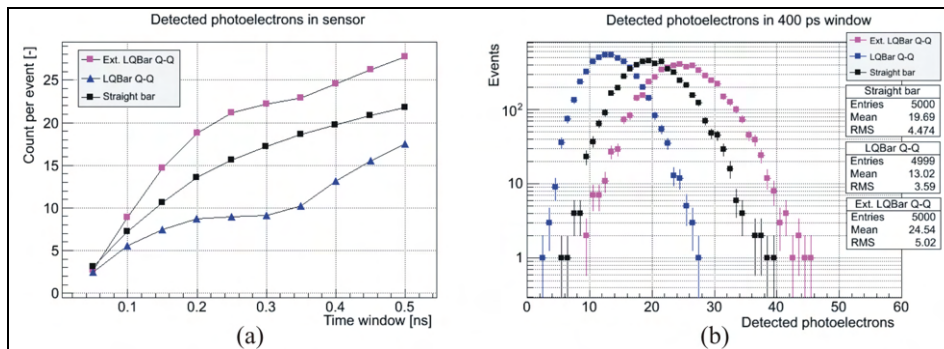 Detected photoelectrons in sensor
Count per event [-]
Ext. LQBar Q-Q
LQBar Q-Q
Straight bar
25
20
15
10
5
0
0.1 0.2 0.3 0.4 0.5
Time window [ns]
(a)
Detected photoelectrons in 400 ps window
Events
10²
10
1
0 10 20 30 40 50 60
Detected photoelectrons
(b)
Ext. LQBar Q-Q
LQBar Q-Q
Straight bar
Straight bar
Entries 5000
Mean 19.69
RMS 4.474
LQBar Q-Q
Entries 4999
Mean 13.02
RMS 3.59
Ext. LQBar Q-Q
Entries 5000
Mean 24.54
RMS 5.02